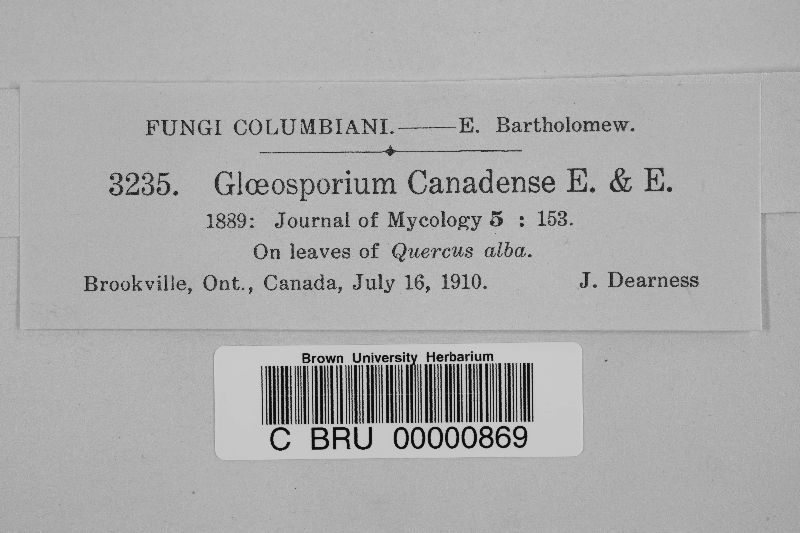 FUNGI COLUMBIANI.——E. Bartholomew.
3235. Glœosporium Canadense E. & E.
1889: Journal of Mycology 5 : 153.
On leaves of Quercus alba.
Brookville, Ont., Canada, July 16, 1910. J. Dearness
Brown University Herbarium
C BRU 00000869